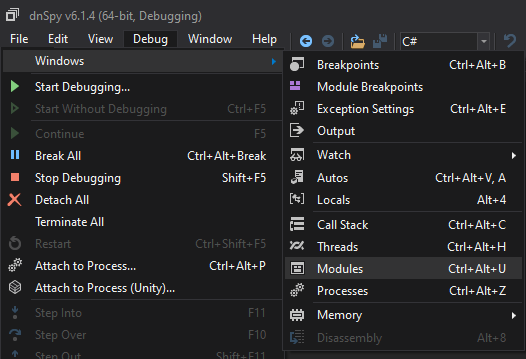 dnSpy v6.1.4 (64-bit, Debugging)
File Edit View Debug Window Help C#
Windows
Start Debugging...
Start Without Debugging Ctrl+F5
Continue F5
Break All Ctrl+Alt+Break
Stop Debugging Shift+F5
Detach All
Terminate All
Restart Ctrl+Shift+F5
Attach to Process... Ctrl+Alt+P
Attach to Process (Unity)...
Step Into F11
Step Over F10
Step Out Shift+F11
Breakpoints Ctrl+Alt+B
Module Breakpoints
Exception Settings Ctrl+Alt+E
Output
Watch
Autos Ctrl+Alt+V, A
Locals Alt+4
Call Stack Ctrl+Alt+C
Threads Ctrl+Alt+H
Modules Ctrl+Alt+U
Processes Ctrl+Alt+Z
Memory
Disassembly Alt+8